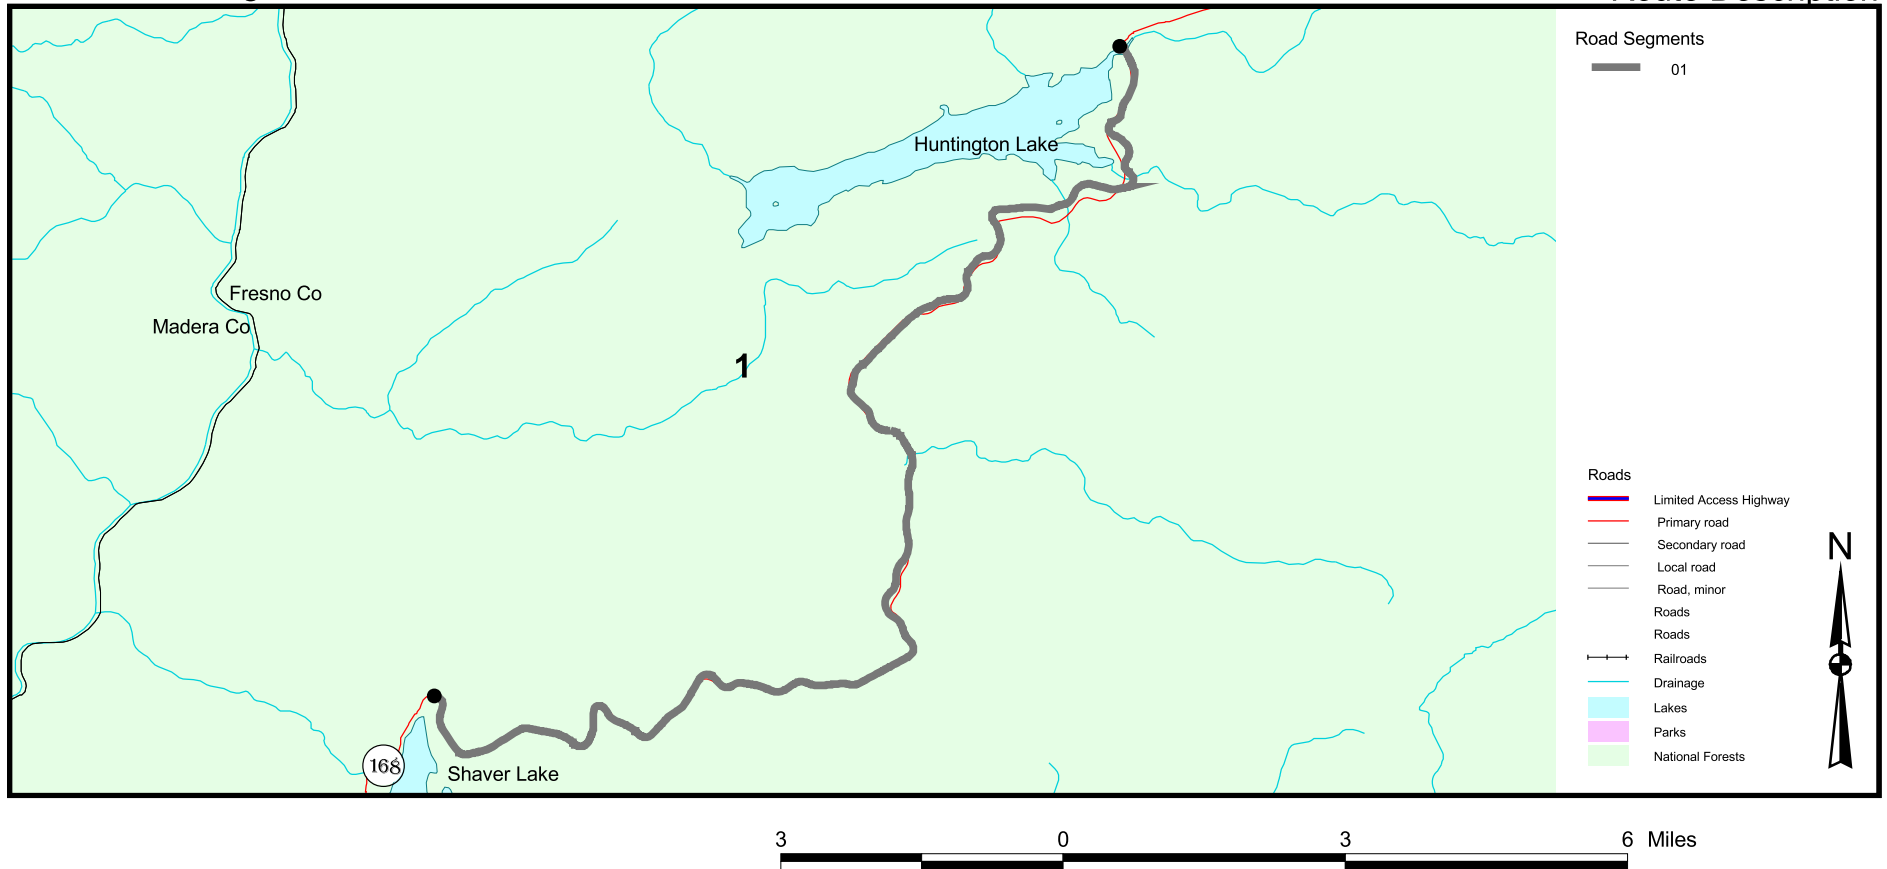 Road Segments
01
Huntington Lake
Fresno Co
Madera Co
1
Roads
Limited Access Highway
Primary road
Secondary road
Local road
Road, minor
Roads
Roads
Railroads
Drainage
Lakes
Parks
National Forests
N
168
Shaver Lake
3 0 3 6 Miles